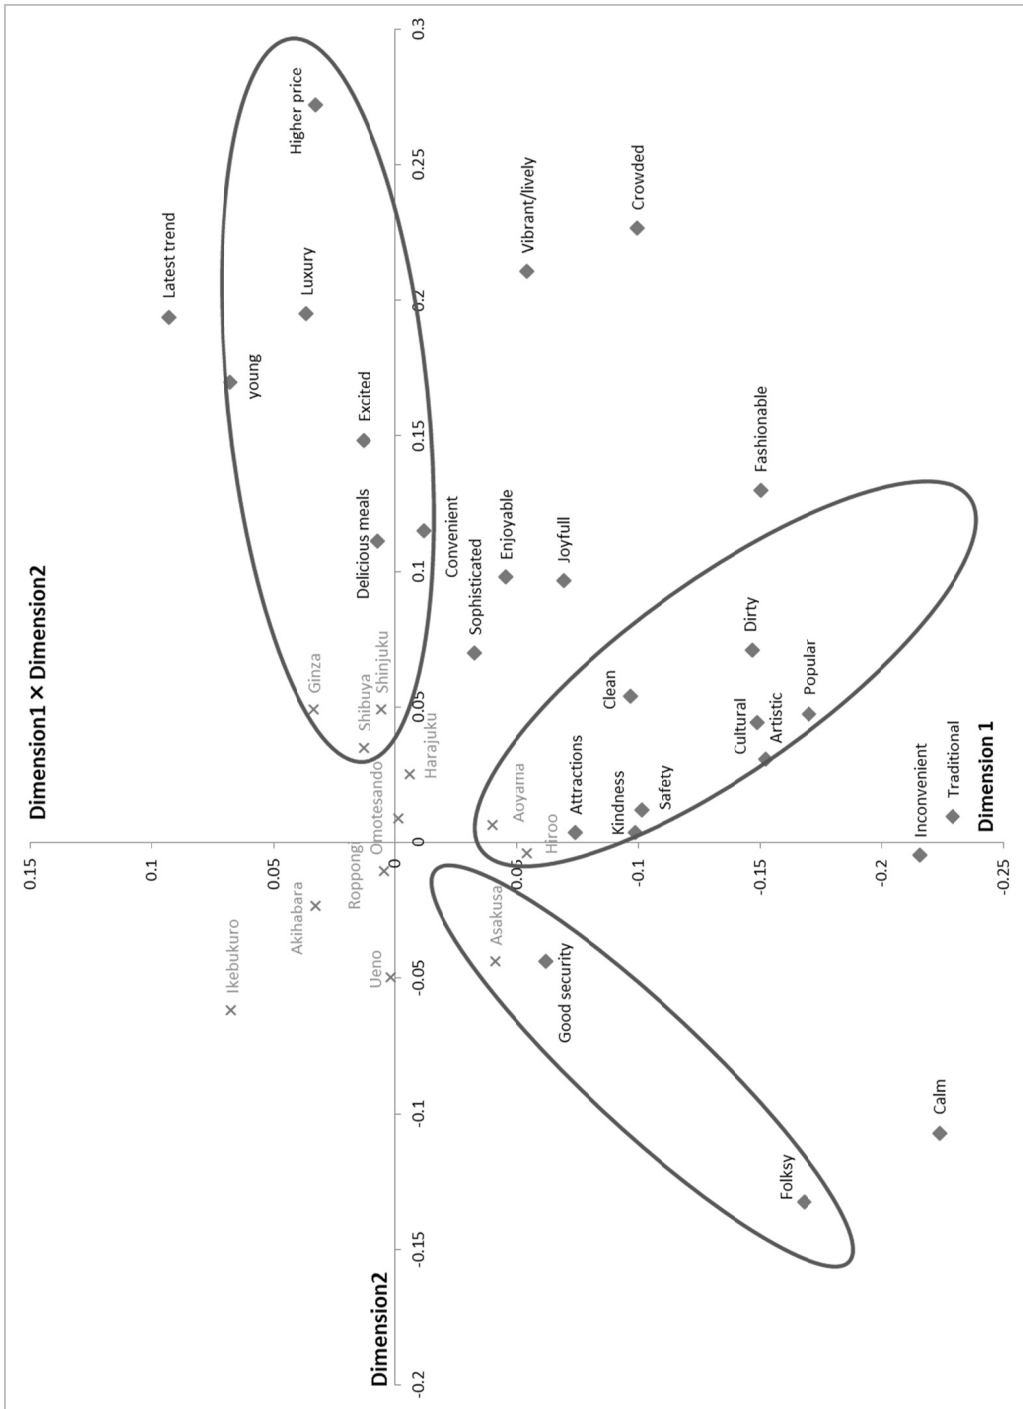 Dimension1 × Dimension2
0.15
0.1
Latest trend
Ikebukuro
young
0.05
Akihabara
Higher price
Ginza
Luxury
Roppongi
Shibuya
Delicious meals
Excited
Ueno
Omotesando
Shinjuku
Dimension2
0
-0.2
-0.15
-0.1
-0.05
0
0.05
0.1
0.15
0.2
0.25
0.3
Harajuku
Convenient
Sophisticated
Asakusa
-0.05
Aoyama
Enjoyable
Vibrant/lively
Hiroo
Good security
Joyfull
Attractions
Clean
Kindness
-0.1
Crowded
Safety
Cultural
Dirty
-0.15
Fashionable
Artistic
Folksy
Popular
-0.2
Inconvenient
Calm
Traditional
Dimension 1
-0.25